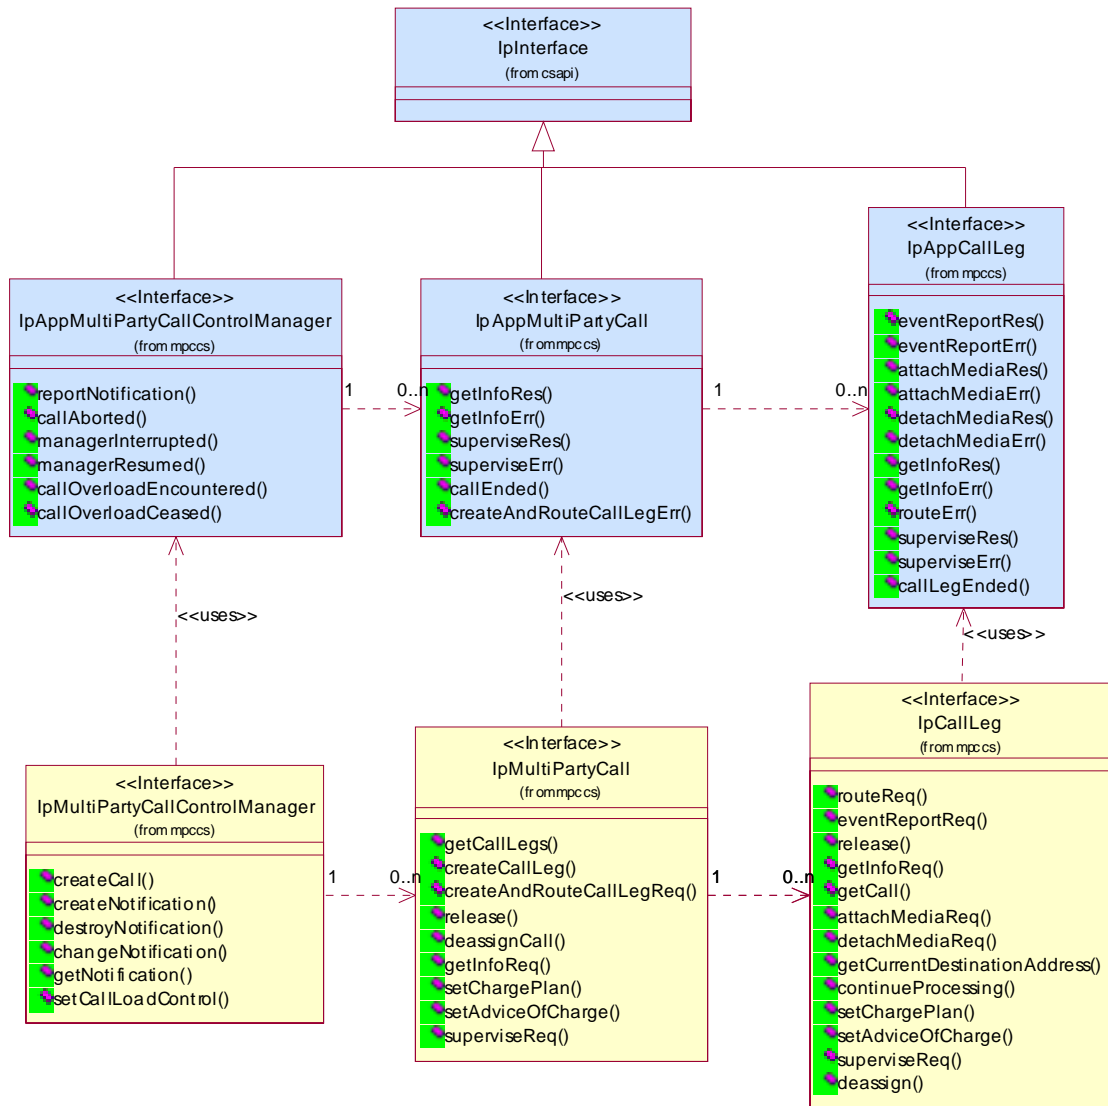 <<Interface>>
IpInterface
(from csapi)
<<Interface>>
IpAppCallLeg
(from mpccs)
eventReportRes()
eventReportErr()
attachMediaRes()
attachMediaErr()
detachMediaRes()
detachMediaErr()
getInfoRes()
getInfoErr()
routeErr()
superviseRes()
superviseErr()
callLegEnded()
<<Interface>>
IpAppMultiPartyCallControlManager
(from mpccs)
reportNotification()
callAborted()
managerInterrupted()
managerResumed()
callOverloadEncountered()
callOverloadCeased()
1
0..n
<<Interface>>
IpAppMultiPartyCall
(from mpccs)
getInfoRes()
getInfoErr()
superviseRes()
superviseErr()
callEnded()
createAndRouteCallLegErr()
1
0..n
<<uses>>
<<uses>>
<<uses>>
<<Interface>>
IpMultiPartyCallControlManager
(from mpccs)
createCall()
createNotification()
destroyNotification()
changeNotification()
getNotification()
setCallLoadControl()
1
0..n
<<Interface>>
IpMultiPartyCall
(from mpccs)
getCallLegs()
createCallLeg()
createAndRouteCallLegReq()
release()
deassignCall()
getInfoReq()
setChargePlan()
setAdviceOfCharge()
superviseReq()
1
0..n
<<Interface>>
IpCallLeg
(from mpccs)
routeReq()
eventReportReq()
release()
getInfoReq()
getCall()
attachMediaReq()
detachMediaReq()
getCurrentDestinationAddress()
continueProcessing()
setChargePlan()
setAdviceOfCharge()
superviseReq()
deassign()